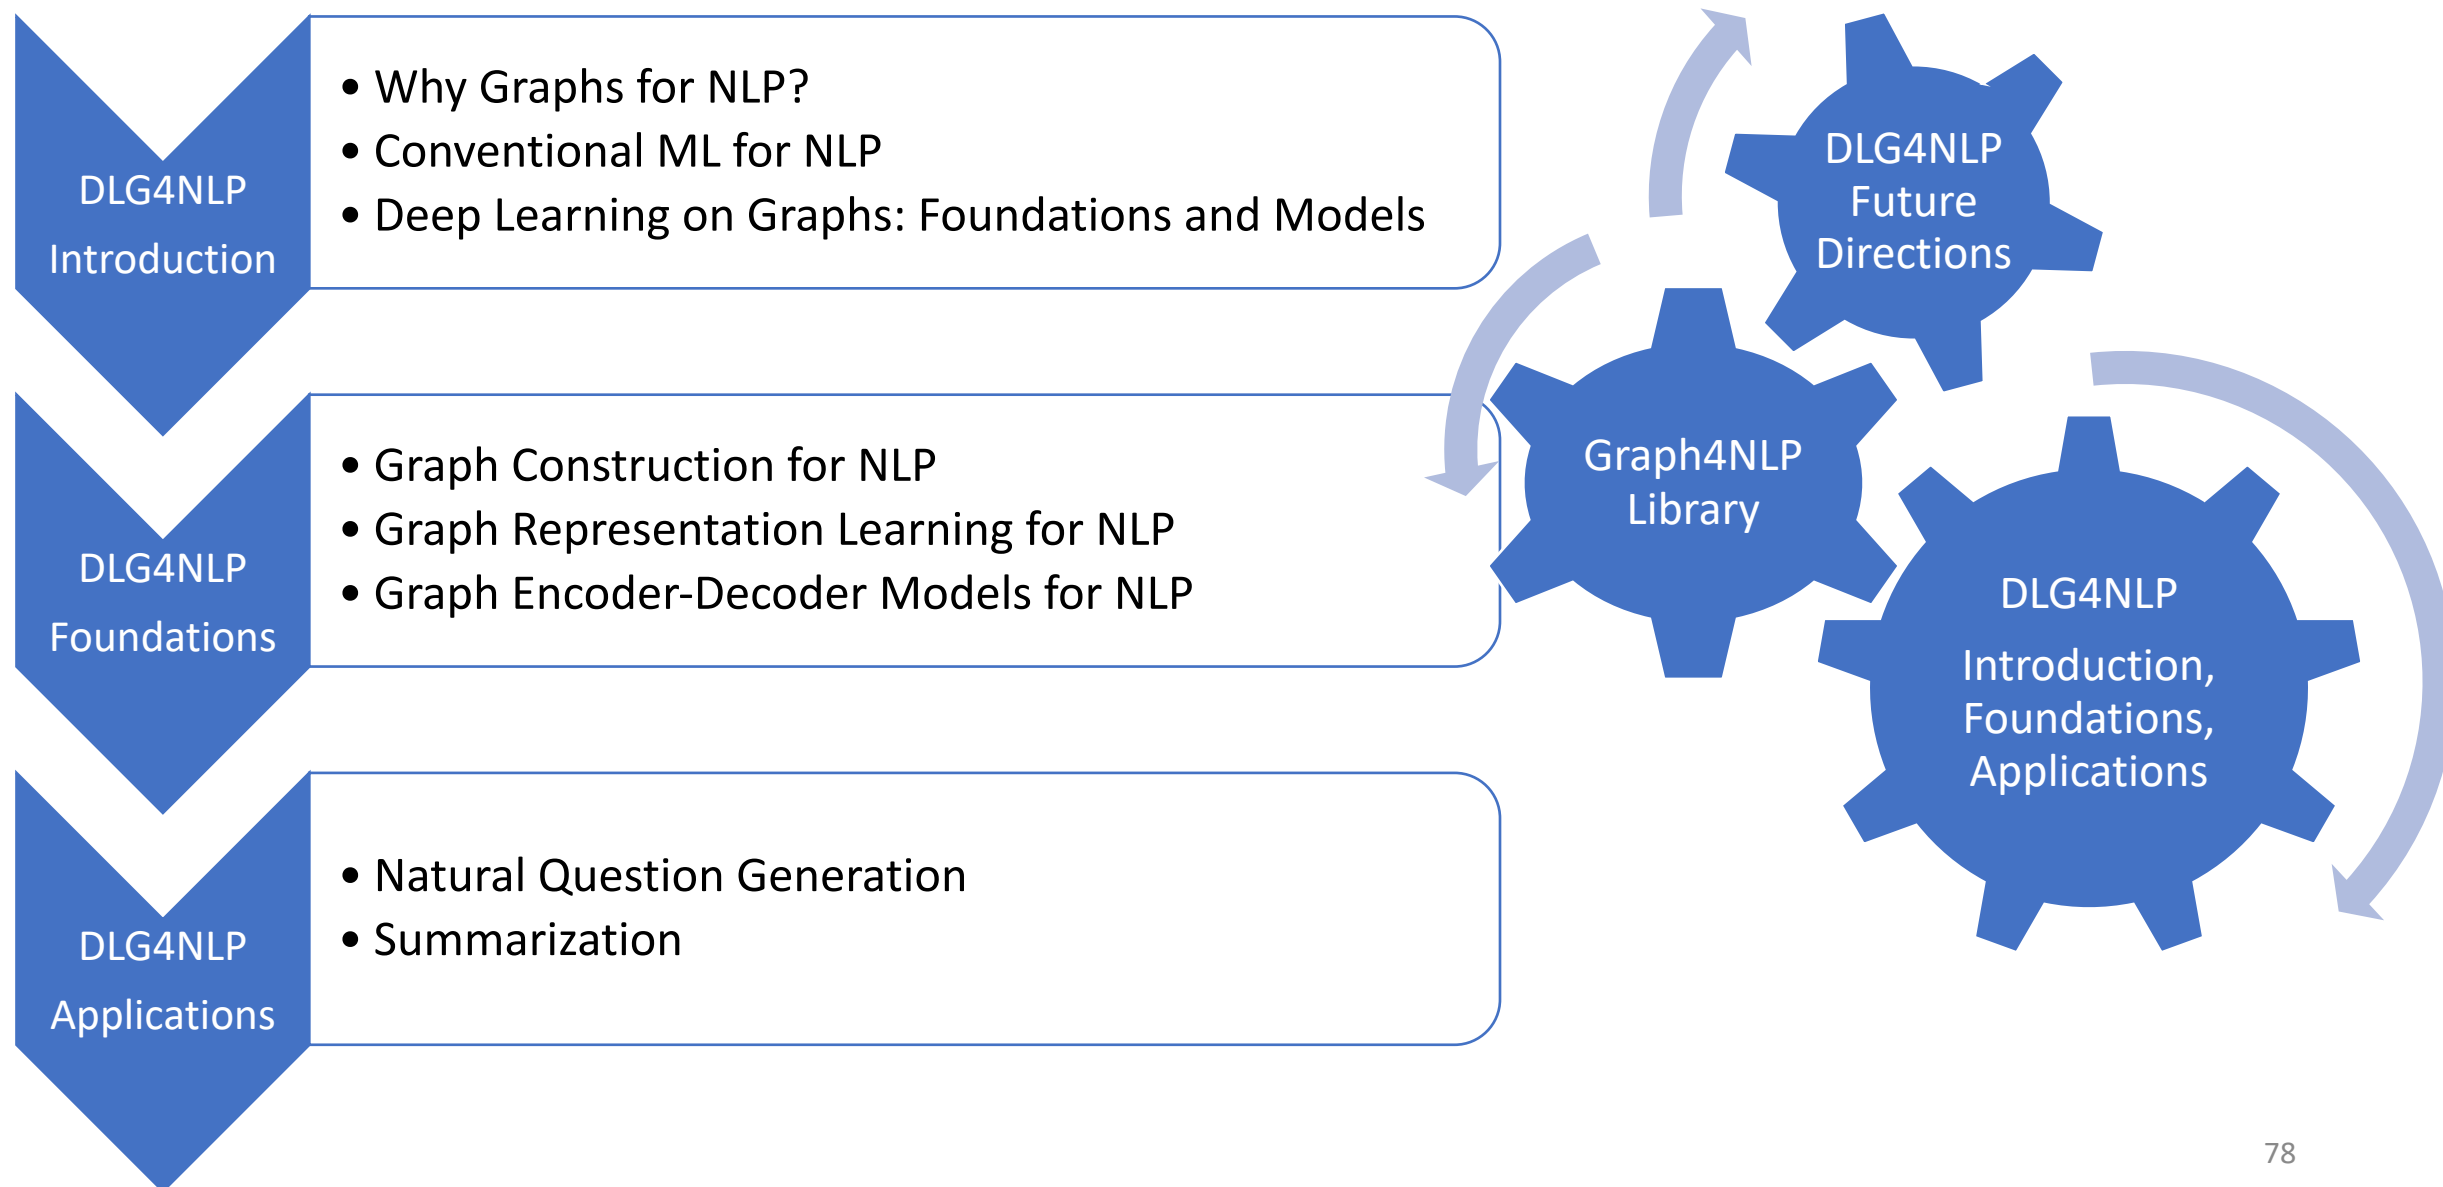 DLG4NLP
Introduction
• Why Graphs for NLP?
• Conventional ML for NLP
• Deep Learning on Graphs: Foundations and Models
DLG4NLP
Foundations
• Graph Construction for NLP
• Graph Representation Learning for NLP
• Graph Encoder-Decoder Models for NLP
DLG4NLP
Applications
• Natural Question Generation
• Summarization
DLG4NLP
Future
Directions
Graph4NLP
Library
DLG4NLP
Introduction,
Foundations,
Applications
78